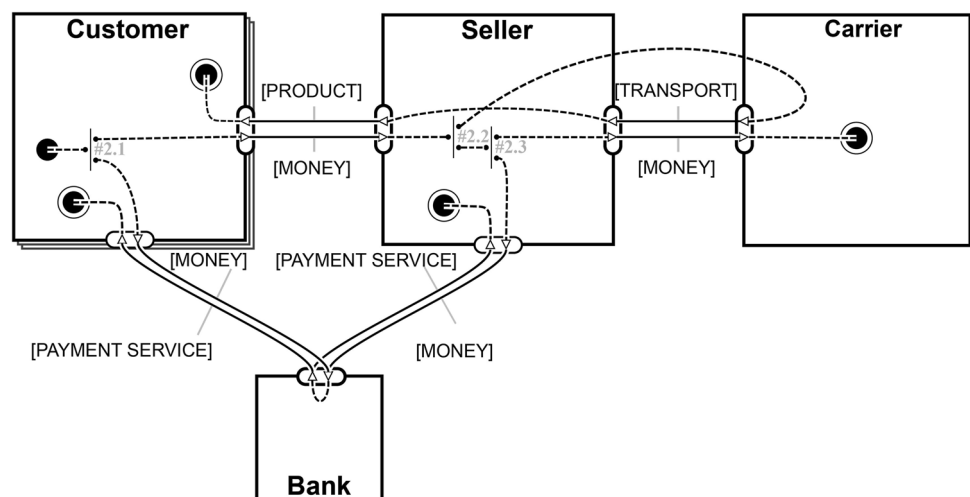 Customer
Seller
Carrier
[PRODUCT]
[TRANSPORT]
#2.1
#2.2
#2.3
[MONEY]
[MONEY]
[MONEY]
[PAYMENT SERVICE]
[PAYMENT SERVICE]
[MONEY]
Bank